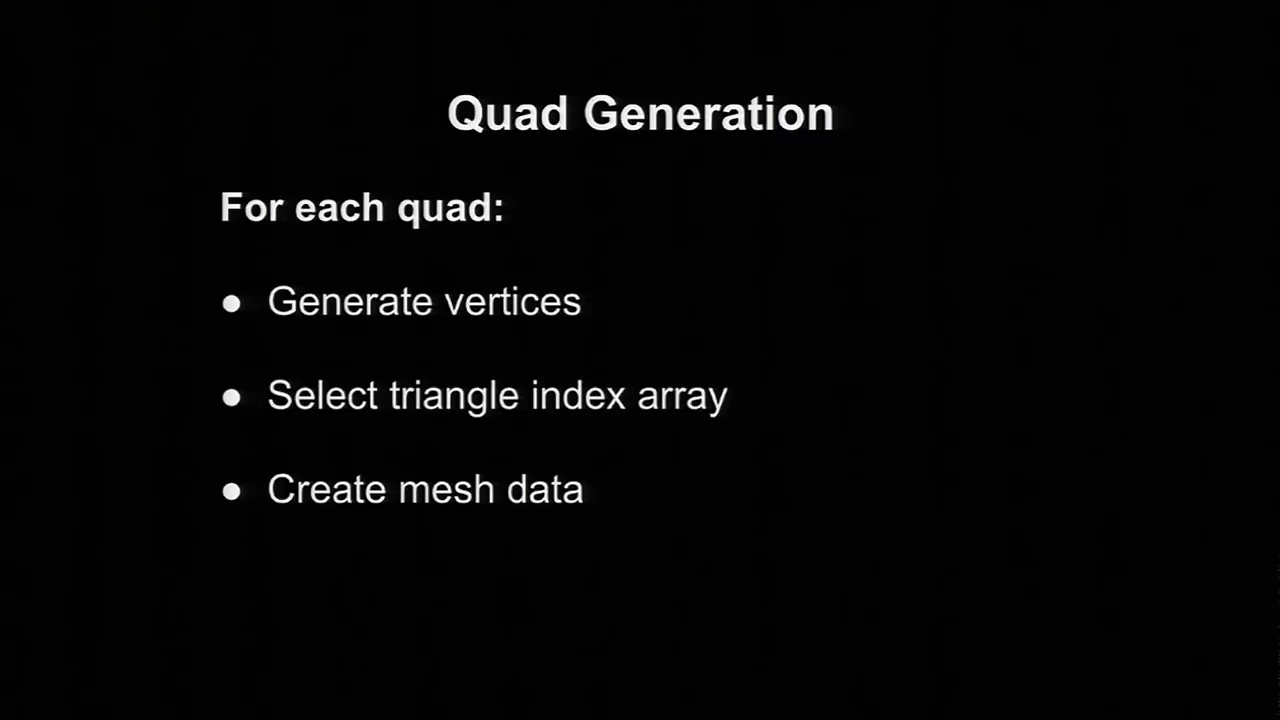 Quad Generation
For each quad:
● Generate vertices
● Select triangle index array
● Create mesh data